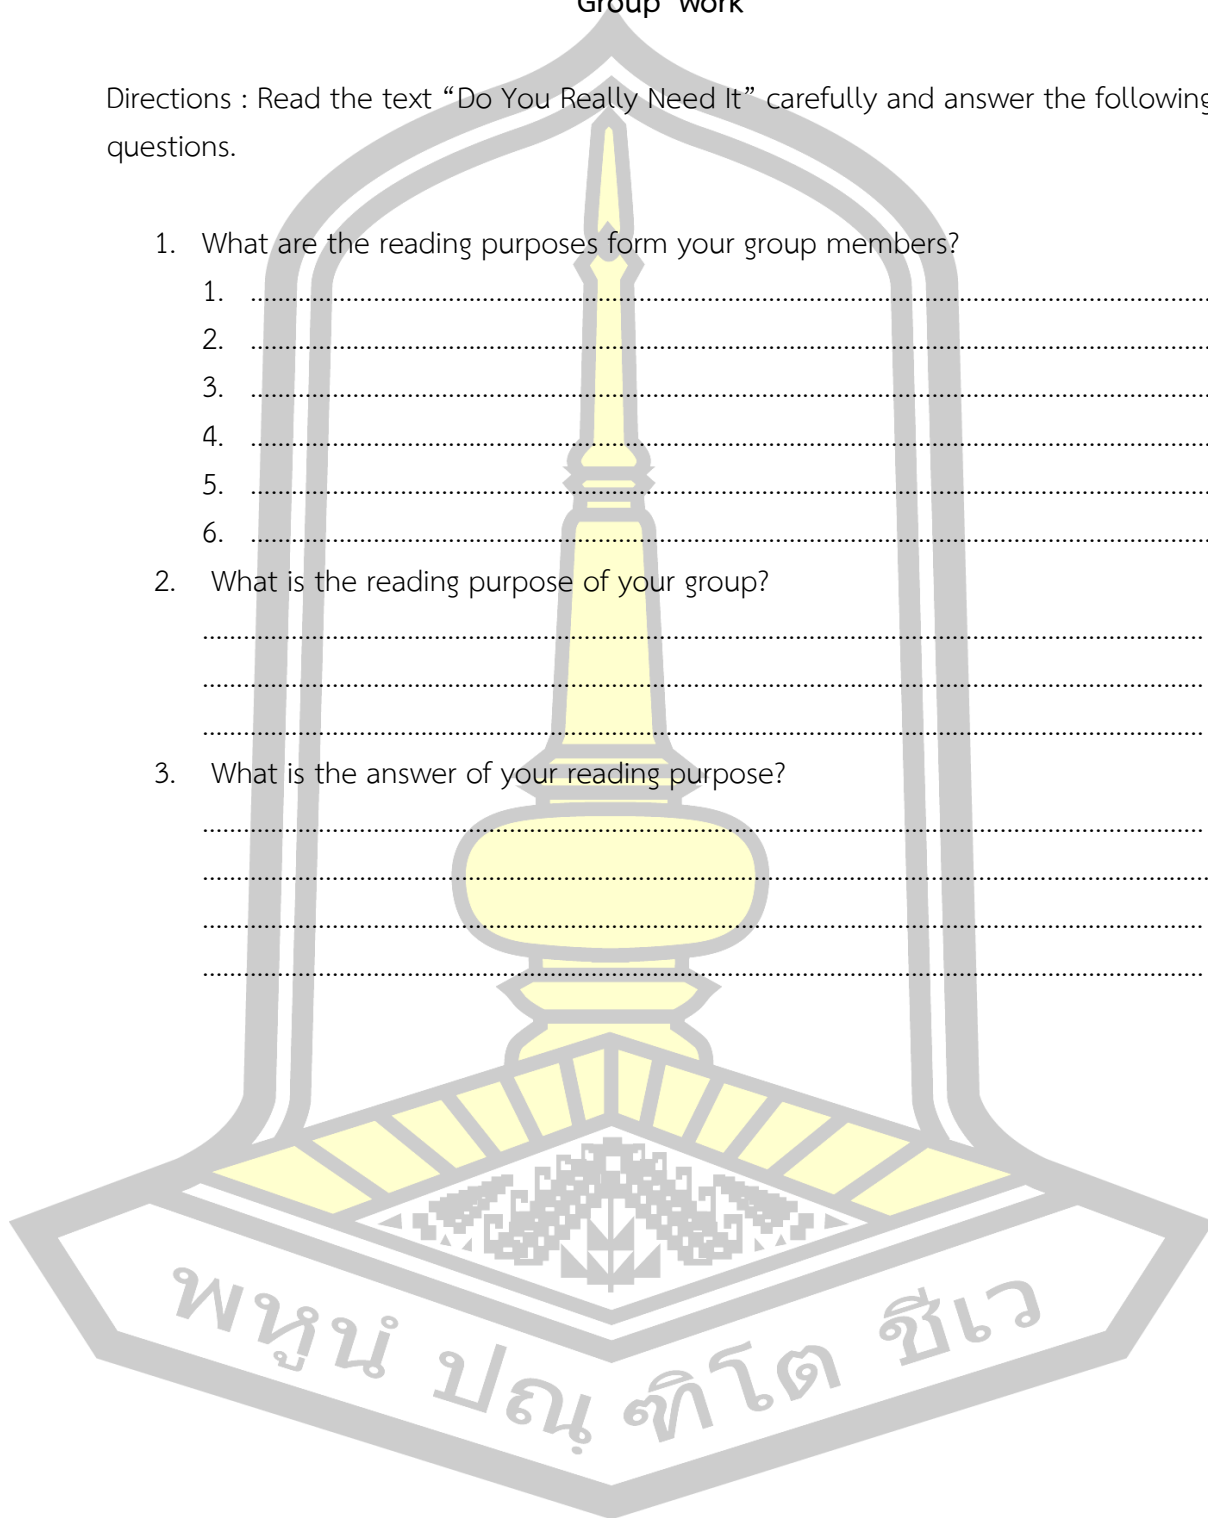 Group work
Directions : Read the text “Do You Really Need It” carefully and answer the following
questions.
1. What are the reading purposes form your group members?
1. ........................................................................................................................
2. ........................................................................................................................
3. ........................................................................................................................
4. ........................................................................................................................
5. ........................................................................................................................
6. ........................................................................................................................
2. What is the reading purpose of your group?
........................................................................................................................
........................................................................................................................
........................................................................................................................
3. What is the answer of your reading purpose?
........................................................................................................................
........................................................................................................................
........................................................................................................................
........................................................................................................................
พหูนํ ปณฺฑิโต ชีเว